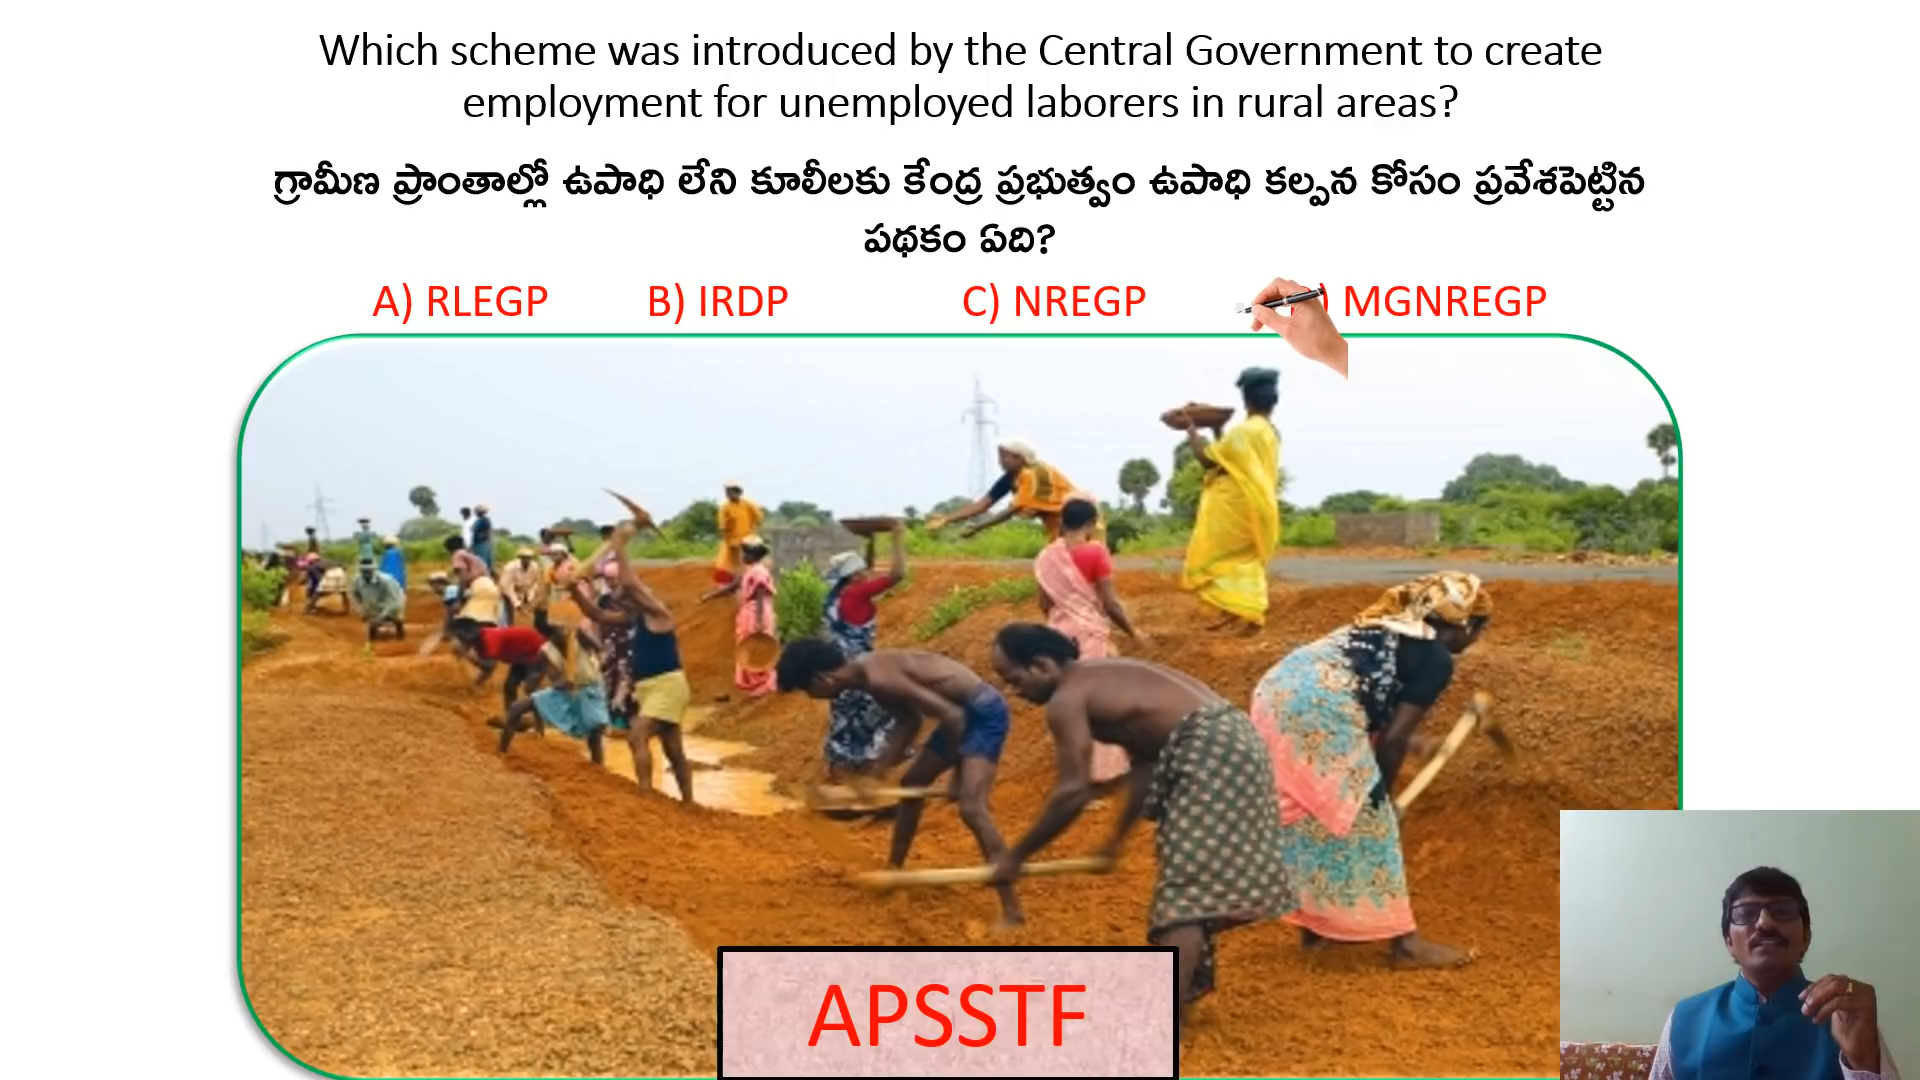 Which scheme was introduced by the Central Government to create
employment for unemployed laborers in rural areas?
గ్రామీణ ప్రాంతాల్లో ఉపాధి లేని కూలీలకు కేంద్ర ప్రభుత్వం ఉపాధి కల్పన కోసం ప్రవేశపెట్టిన
పథకం ఏది?
A) RLEGP B) IRDP C) NREGP ) MGNREGP
APSSTF